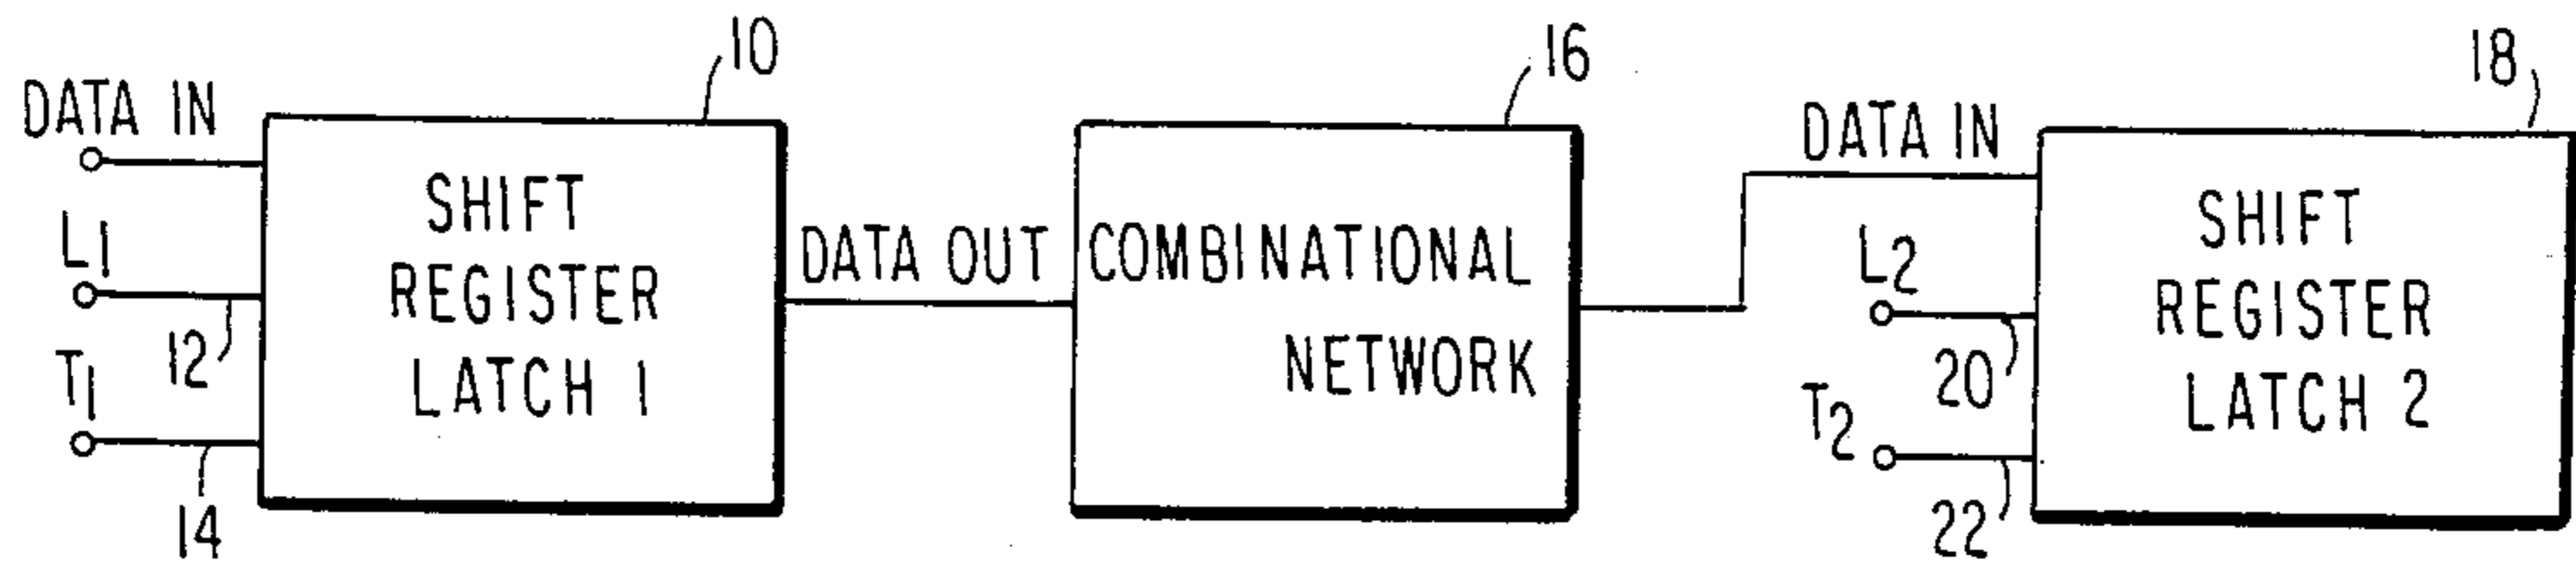 10
DATA IN
SHIFT
REGISTER
LATCH 1
L1
12
T1
14
DATA OUT
16
COMBINATIONAL
NETWORK
18
DATA IN
L2
20
T2
22
SHIFT
REGISTER
LATCH 2